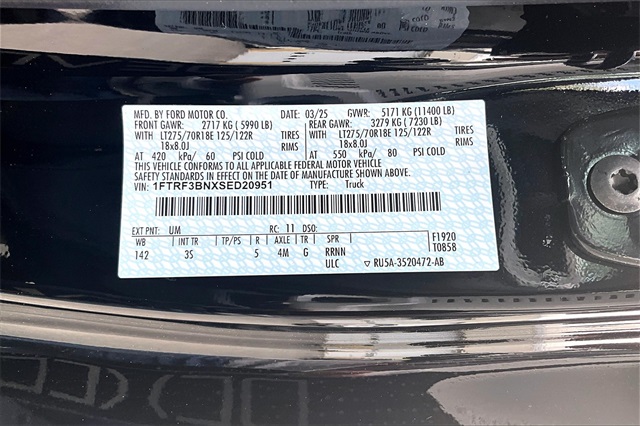 MFD. BY FORD MOTOR CO. DATE: 03/25 GVWR: 5171 KG (11400 LB)
FRONT GAWR: 2717 KG (5990 LB) REAR GAWR: 3279 KG (7230 LB)
WITH LT275/70R18E 125/122R TIRES WITH LT275/70R18E 125/122R TIRES
18x8.0J RIMS 18x8.0J RIMS
AT 420 kPa/ 60 PSI COLD AT 550 kPa/ 80 PSI COLD
THIS VEHICLE CONFORMS TO ALL APPLICABLE FEDERAL MOTOR VEHICLE
SAFETY STANDARDS IN EFFECT ON THE DATE OF MANUFACTURE SHOWN ABOVE.
VIN: 1FTRF3BNXSED20951 TYPE: Truck
EXT PNT: UM RC: 11 DSO:
WB INT TR TP/PS R AXLE TR SPR F1920
142 3S 5 4M G RRNN T0858
ULC ▽ RU5A-3520472-AB